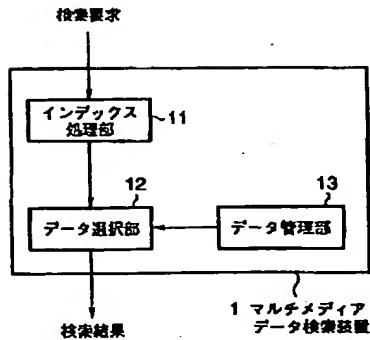 検索要求
インデックス
処理部
11
12
13
データ選択部
データ管理部
検索結果
1 マルチメディア
データ検索装置